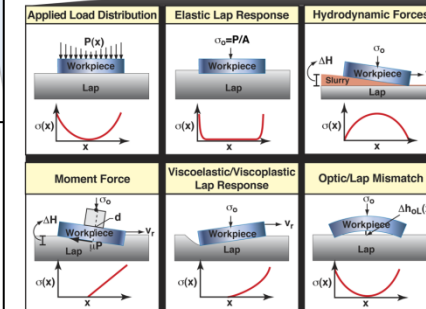 Applied Load Distribution
P(x)
Workpiece
Lap
σ(x)
x
Elastic Lap Response
σₒ=P/A
Workpiece
Lap
σ(x)
x
Hydrodynamic Forces
σₒ
ΔH
Workpiece
Slurry
Lap
σ(x)
x
Moment Force
σₒ
ΔH
d
Workpiece
vᵣ
μP
Lap
σ(x)
x
Viscoelastic/Viscoplastic
Lap Response
σₒ
Workpiece
vᵣ
Lap
σ(x)
x
Optic/Lap Mismatch
σₒ
ΔhₒL(
Workpiece
Lap
σ(x)
x